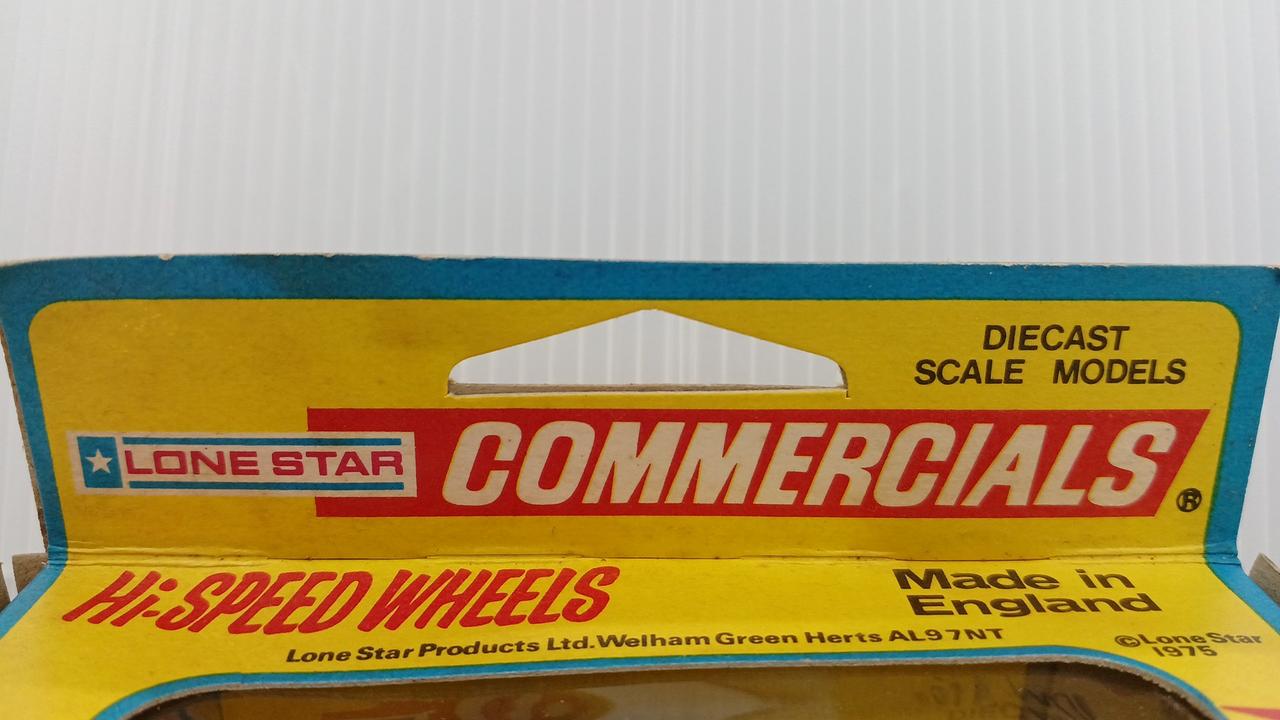 DIECAST
SCALE MODELS
LONE STAR
COMMERCIALS ®
Hi-SPEED WHEELS
Made in
England
Lone Star Products Ltd. Welham Green Herts AL9 7NT
© Lone Star
1975